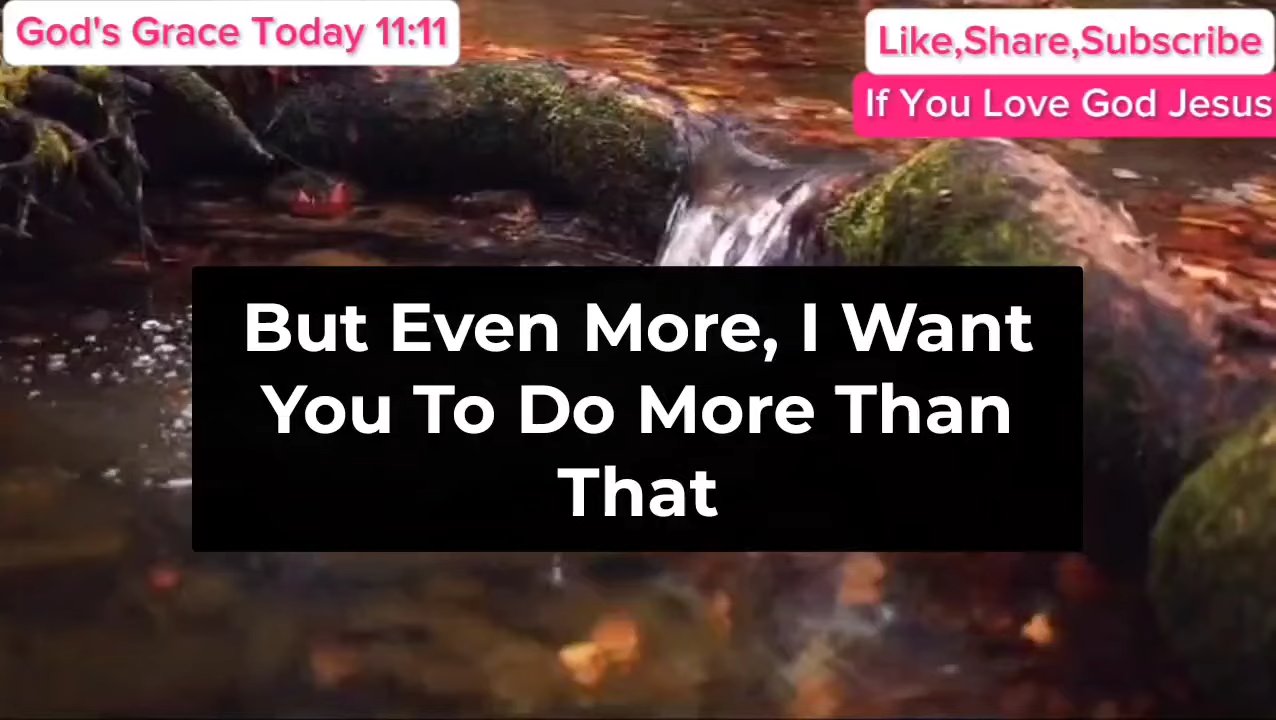 God's Grace Today 11:11
Like,Share,Subscribe
If You Love God Jesus
But Even More, I Want
You To Do More Than
That